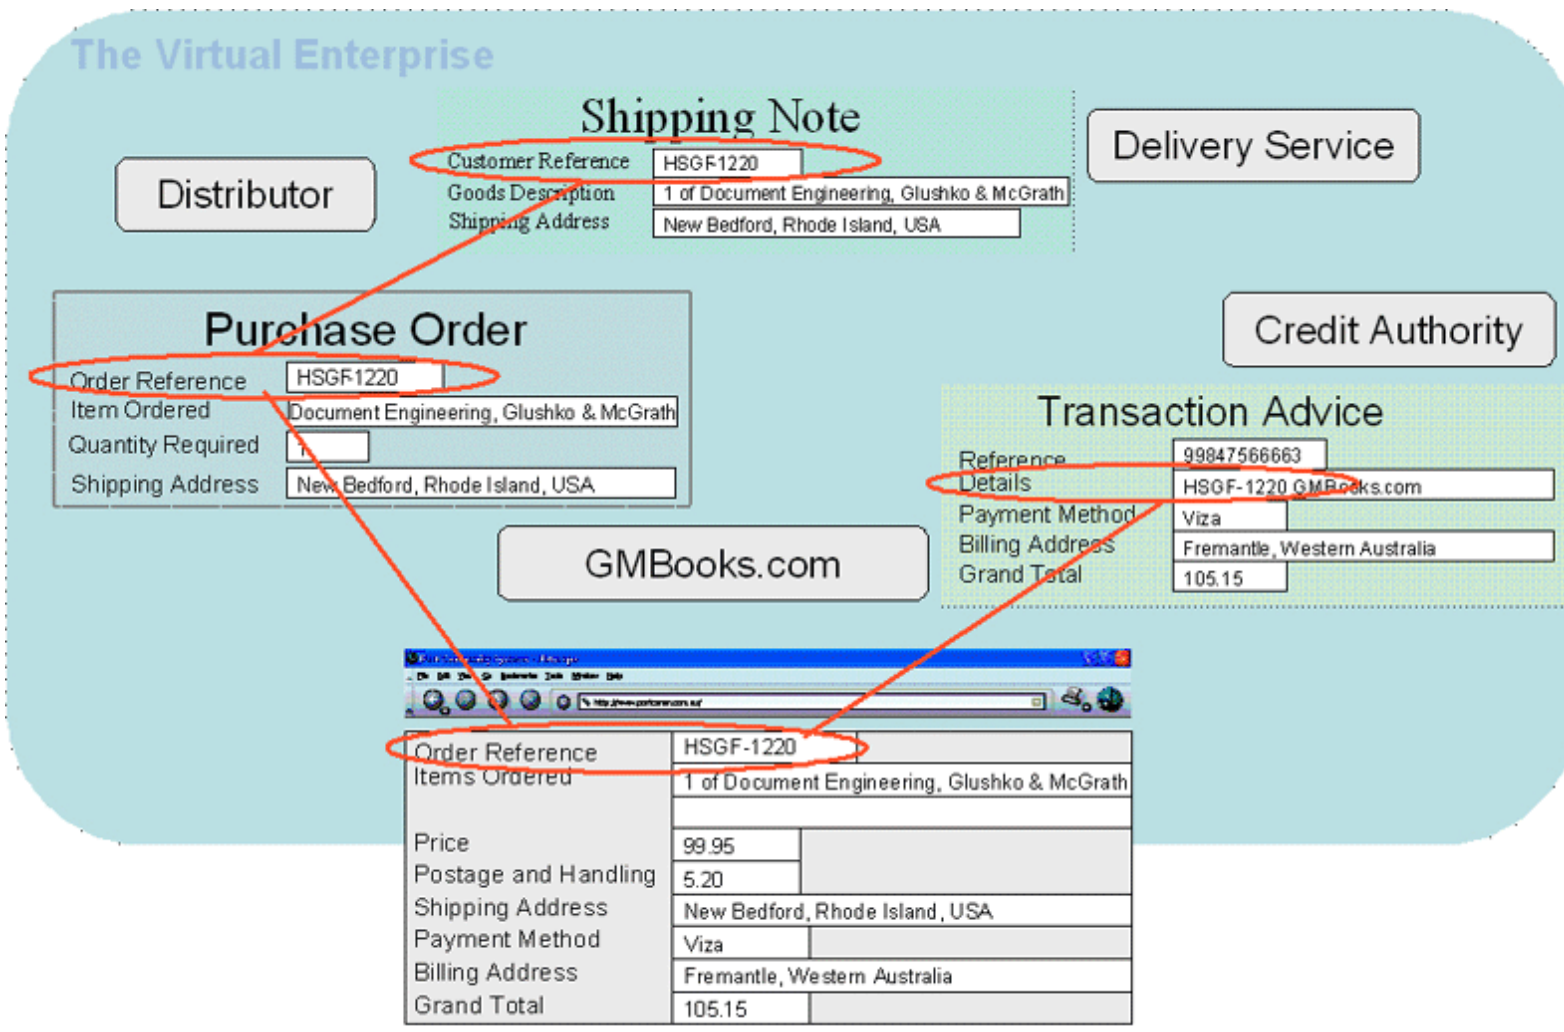 The Virtual Enterprise
Shipping Note
Customer Reference HSGF-1220
Goods Description 1 of Document Engineering, Glushko & McGrath
Shipping Address New Bedford, Rhode Island, USA
Delivery Service
Distributor
Purchase Order
Order Reference HSGF-1220
Item Ordered Document Engineering, Glushko & McGrath
Quantity Required 1
Shipping Address New Bedford, Rhode Island, USA
Credit Authority
Transaction Advice
Reference 99847566663
Details HSGF-1220 GMBooks.com
Payment Method Viza
Billing Address Fremantle, Western Australia
Grand Total 105.15
GMBooks.com
Order Reference HSGF-1220
Items Ordered 1 of Document Engineering, Glushko & McGrath
Price 99.95
Postage and Handling 5.20
Shipping Address New Bedford, Rhode Island, USA
Payment Method Viza
Billing Address Fremantle, Western Australia
Grand Total 105.15